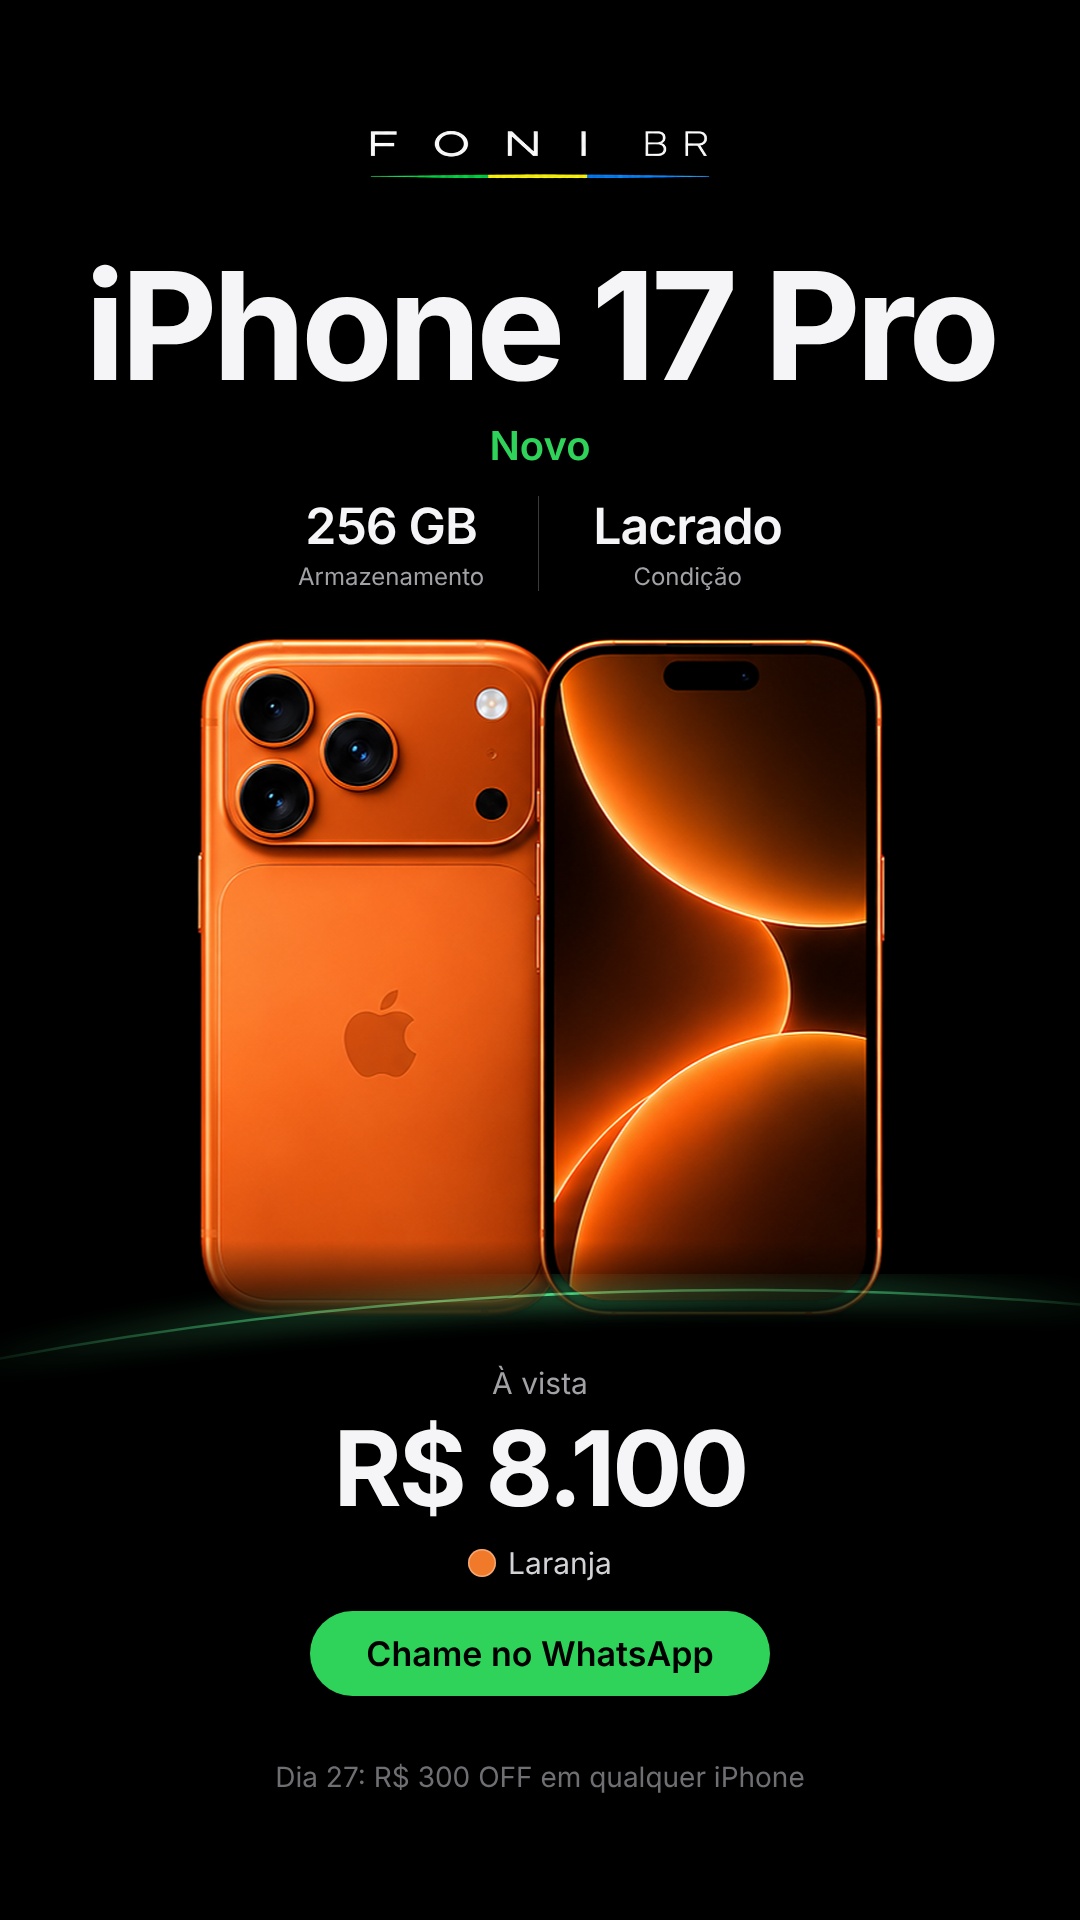 FONI BR
iPhone 17 Pro
Novo
256 GB
Armazenamento
Lacrado
Condição
À vista
R$ 8.100
Laranja
Chame no WhatsApp
Dia 27: R$ 300 OFF em qualquer iPhone